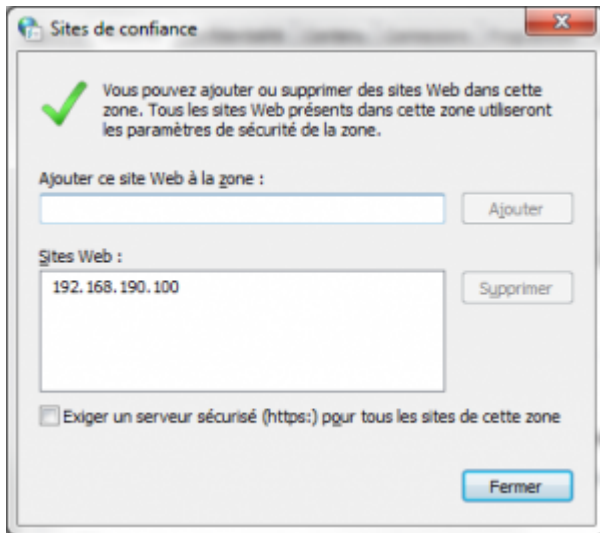 Sites de confiance
Vous pouvez ajouter ou supprimer des sites Web dans cette
zone. Tous les sites Web présents dans cette zone utiliseront
les paramètres de sécurité de la zone.
Ajouter ce site Web à la zone :
Ajouter
Sites Web :
192.168.190.100
Supprimer
Exiger un serveur sécurisé (https:) pour tous les sites de cette zone
Fermer